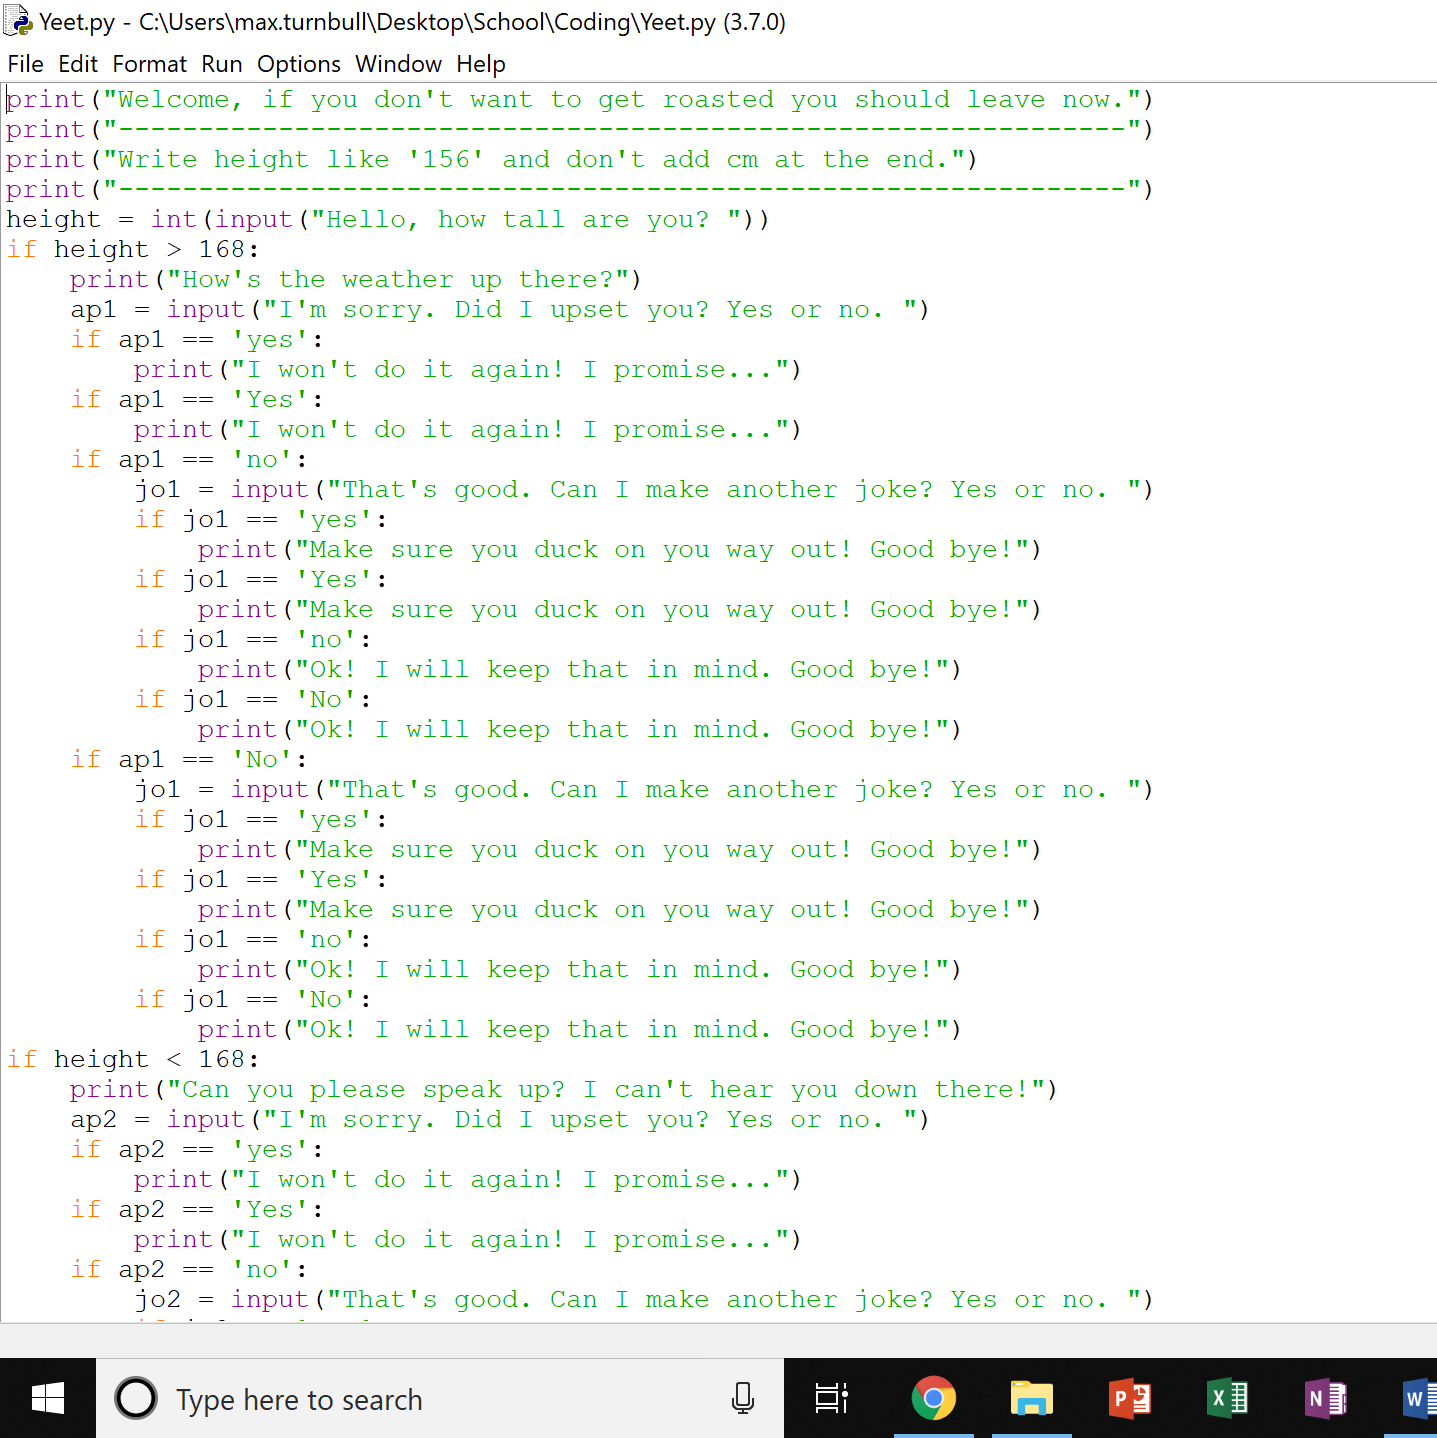 Yeet.py - C:\Users\max.turnbull\Desktop\School\Coding\Yeet.py (3.7.0)
File Edit Format Run Options Window Help
print("Welcome, if you don't want to get roasted you should leave now.")
print("---------------------------------------------------------------")
print("Write height like '156' and don't add cm at the end.")
print("---------------------------------------------------------------")
height = int(input("Hello, how tall are you? "))
if height > 168:
    print("How's the weather up there?")
    ap1 = input("I'm sorry. Did I upset you? Yes or no. ")
    if ap1 == 'yes':
        print("I won't do it again! I promise...")
    if ap1 == 'Yes':
        print("I won't do it again! I promise...")
    if ap1 == 'no':
        jo1 = input("That's good. Can I make another joke? Yes or no. ")
        if jo1 == 'yes':
            print("Make sure you duck on you way out! Good bye!")
        if jo1 == 'Yes':
            print("Make sure you duck on you way out! Good bye!")
        if jo1 == 'no':
            print("Ok! I will keep that in mind. Good bye!")
        if jo1 == 'No':
            print("Ok! I will keep that in mind. Good bye!")
    if ap1 == 'No':
        jo1 = input("That's good. Can I make another joke? Yes or no. ")
        if jo1 == 'yes':
            print("Make sure you duck on you way out! Good bye!")
        if jo1 == 'Yes':
            print("Make sure you duck on you way out! Good bye!")
        if jo1 == 'no':
            print("Ok! I will keep that in mind. Good bye!")
        if jo1 == 'No':
            print("Ok! I will keep that in mind. Good bye!")
if height < 168:
    print("Can you please speak up? I can't hear you down there!")
    ap2 = input("I'm sorry. Did I upset you? Yes or no. ")
    if ap2 == 'yes':
        print("I won't do it again! I promise...")
    if ap2 == 'Yes':
        print("I won't do it again! I promise...")
    if ap2 == 'no':
        jo2 = input("That's good. Can I make another joke? Yes or no. ")
Type here to search
P X N W